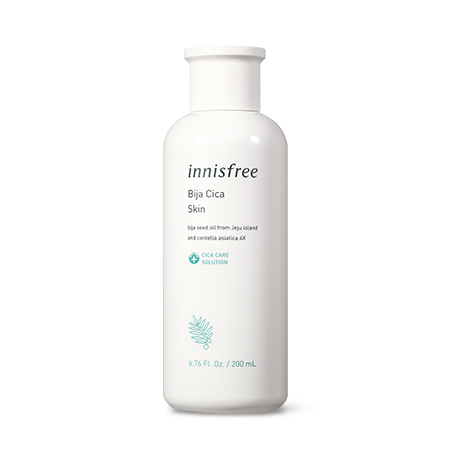 innisfree
Bija Cica
Skin
bija seed oil from Jeju island
and centella asiatica 4X
CICA CARE
SOLUTION
6.76 Fl. Oz. / 200 mL